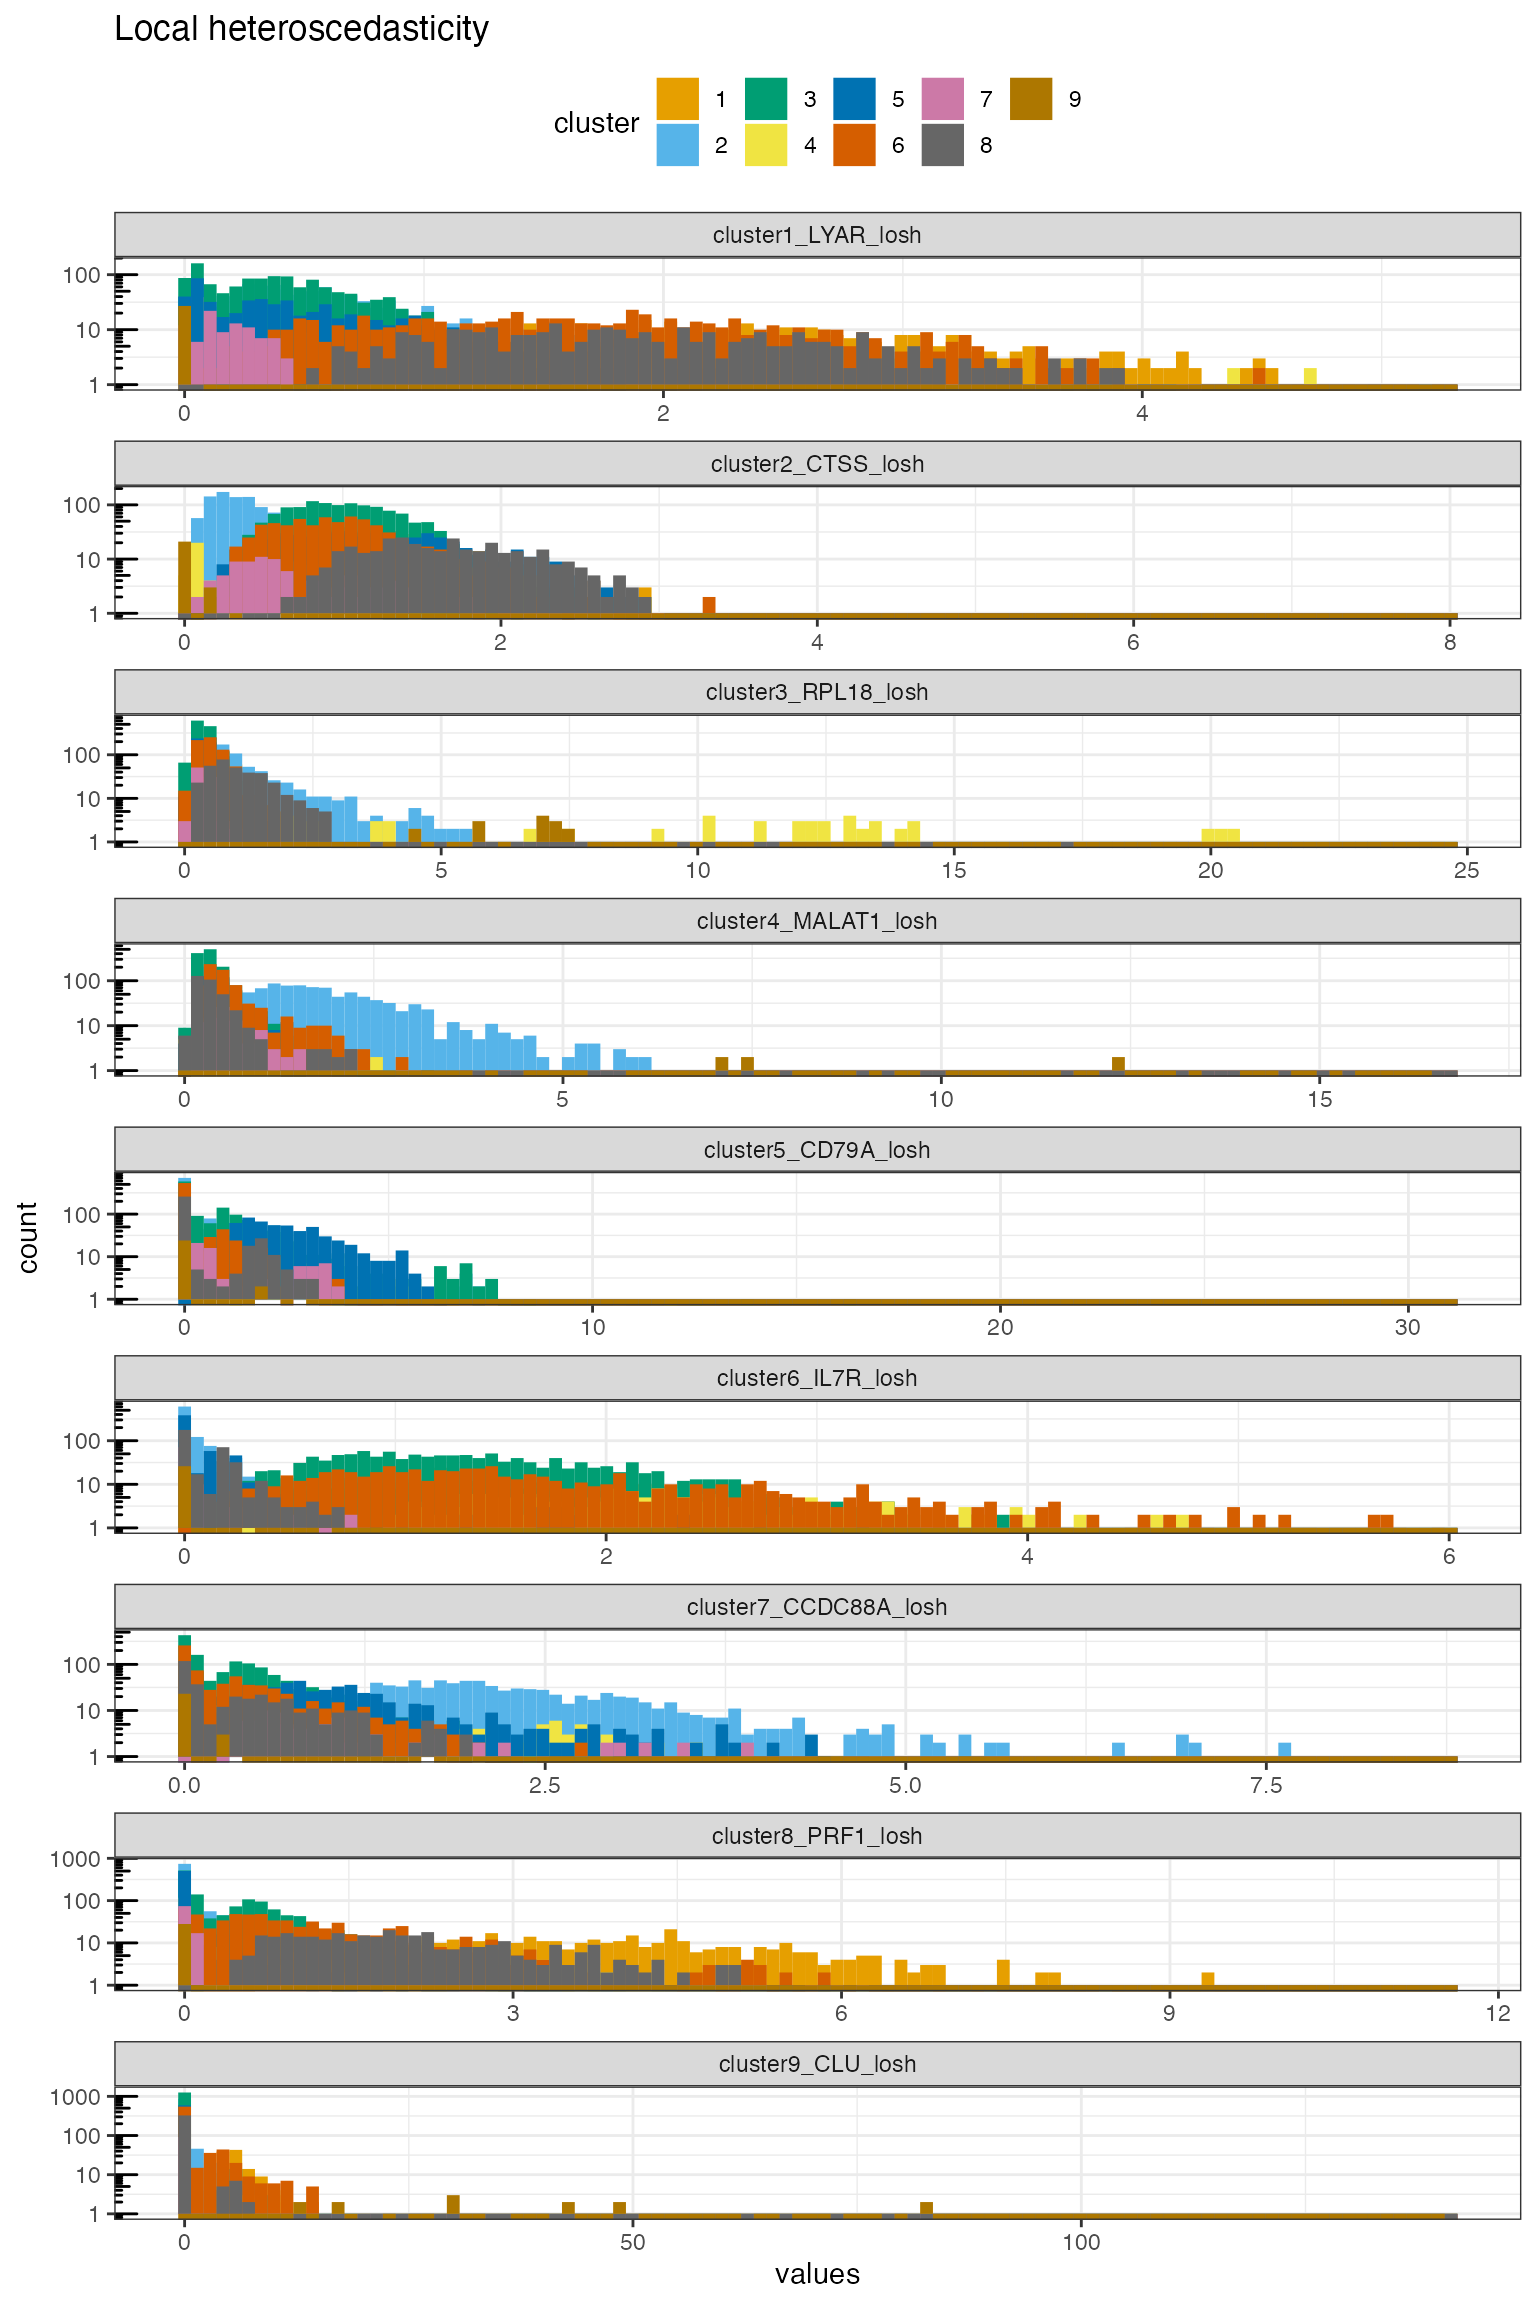 Local heteroscedasticity
cluster
1 3 5 7 9
2 4 6 8
cluster1_LYAR_losh
100
10
1
0 2 4
cluster2_CTSS_losh
100
10
1
0 2 4 6 8
cluster3_RPL18_losh
100
10
1
0 5 10 15 20 25
cluster4_MALAT1_losh
100
10
1
0 5 10 15
cluster5_CD79A_losh
100
10
1
0 10 20 30
count
cluster6_IL7R_losh
100
10
1
0 2 4 6
cluster7_CCDC88A_losh
100
10
1
0.0 2.5 5.0 7.5
cluster8_PRF1_losh
1000
100
10
1
0 3 6 9 12
cluster9_CLU_losh
1000
100
10
1
0 50 100
values